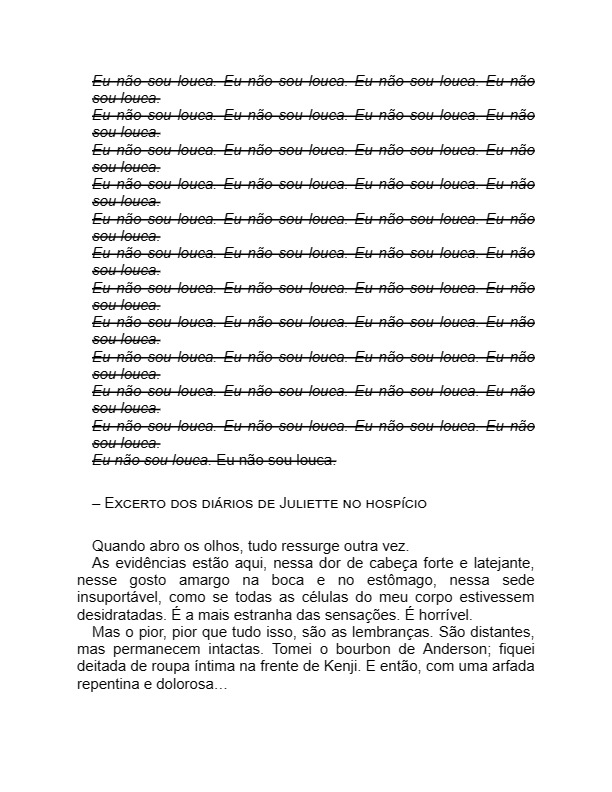 Eu não sou louca. Eu não sou louca. Eu não sou louca. Eu não
sou louca.
Eu não sou louca. Eu não sou louca. Eu não sou louca. Eu não
sou louca.
Eu não sou louca. Eu não sou louca. Eu não sou louca. Eu não
sou louca.
Eu não sou louca. Eu não sou louca. Eu não sou louca. Eu não
sou louca.
Eu não sou louca. Eu não sou louca. Eu não sou louca. Eu não
sou louca.
Eu não sou louca. Eu não sou louca. Eu não sou louca. Eu não
sou louca.
Eu não sou louca. Eu não sou louca. Eu não sou louca. Eu não
sou louca.
Eu não sou louca. Eu não sou louca. Eu não sou louca. Eu não
sou louca.
Eu não sou louca. Eu não sou louca. Eu não sou louca. Eu não
sou louca.
Eu não sou louca. Eu não sou louca. Eu não sou louca. Eu não
sou louca.
Eu não sou louca. Eu não sou louca. Eu não sou louca. Eu não
sou louca.
Eu não sou louca. Eu não sou louca.
– Excerto dos diários de Juliette no hospício
Quando abro os olhos, tudo ressurge outra vez.
As evidências estão aqui, nessa dor de cabeça forte e latejante,
nesse gosto amargo na boca e no estômago, nessa sede
insuportável, como se todas as células do meu corpo estivessem
desidratadas. É a mais estranha das sensações. É horrível.
Mas o pior, pior que tudo isso, são as lembranças. São distantes,
mas permanecem intactas. Tomei o bourbon de Anderson; fiquei
deitada de roupa íntima na frente de Kenji. E então, com uma arfada
repentina e dolorosa…